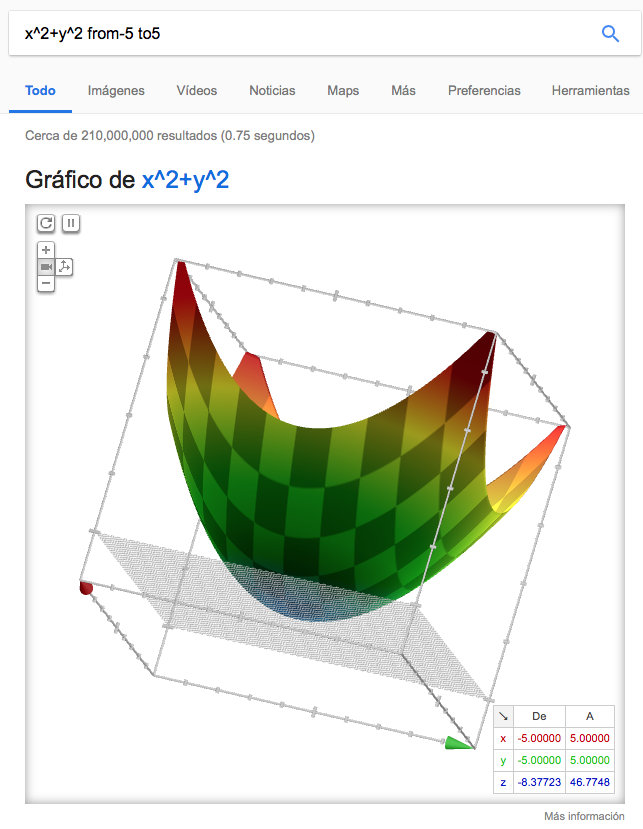 x^2+y^2 from-5 to5
Todo Imágenes Vídeos Noticias Maps Más Preferencias Herramientas
Cerca de 210,000,000 resultados (0.75 segundos)
Gráfico de x^2+y^2
De A
x -5.00000 5.00000
y -5.00000 5.00000
z -8.37723 46.7748
Más información